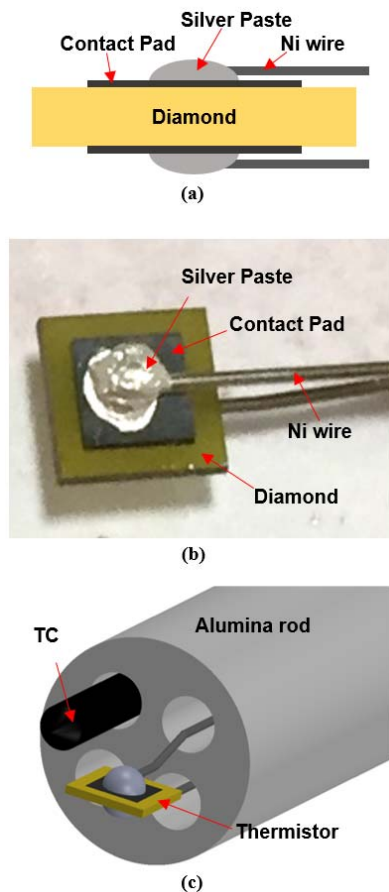 Silver Paste
Contact Pad
Ni wire
Diamond
(a)
Silver Paste
Contact Pad
Ni wire
Diamond
(b)
TC
Alumina rod
Thermistor
(c)